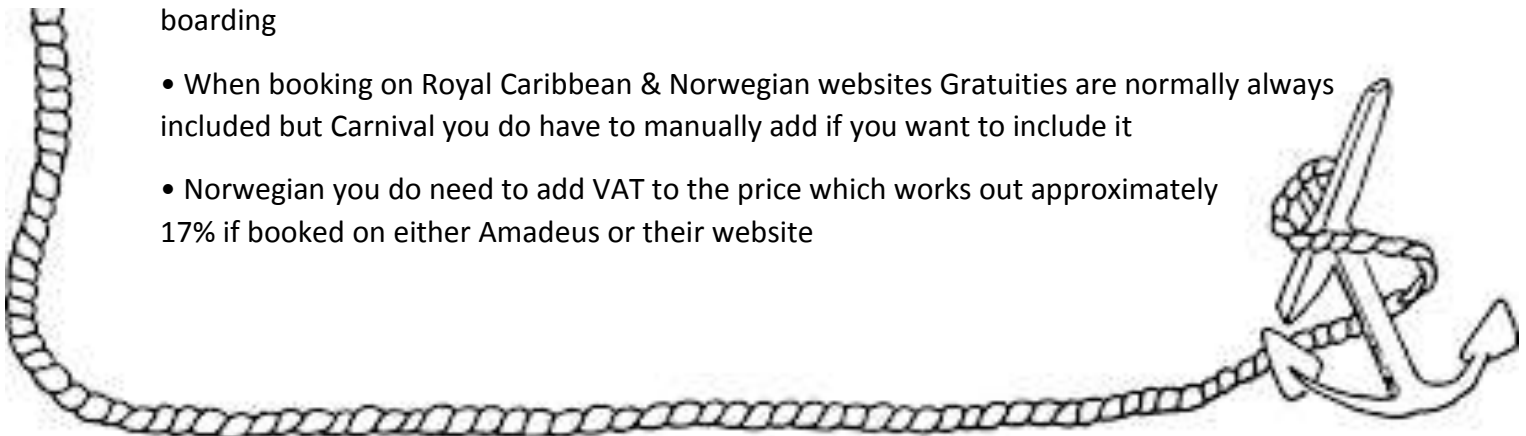 boarding
• When booking on Royal Caribbean & Norwegian websites Gratuities are normally always
included but Carnival you do have to manually add if you want to include it
• Norwegian you do need to add VAT to the price which works out approximately
17% if booked on either Amadeus or their website